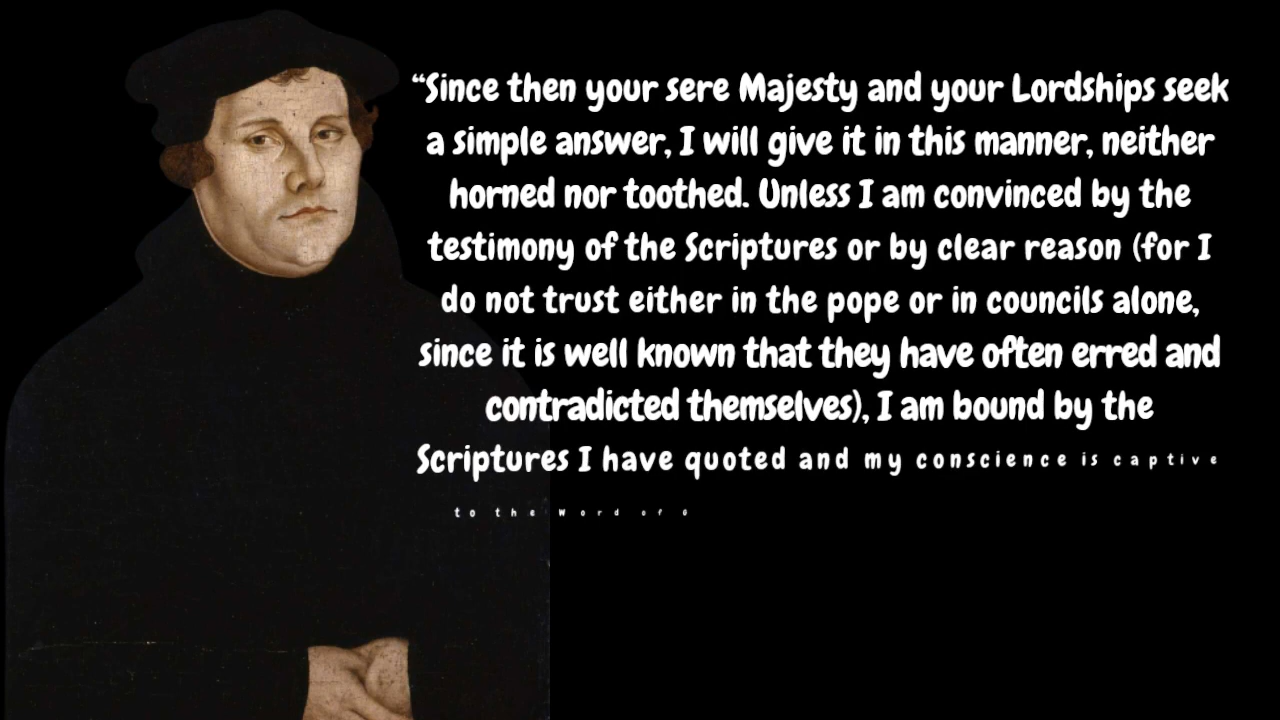 “Since then your sere Majesty and your Lordships seek
a simple answer, I will give it in this manner, neither
horned nor toothed. Unless I am convinced by the
testimony of the Scriptures or by clear reason (for I
do not trust either in the pope or in councils alone,
since it is well known that they have often erred and
contradicted themselves), I am bound by the
Scriptures I have quoted and my conscience is captive
to the Word of G